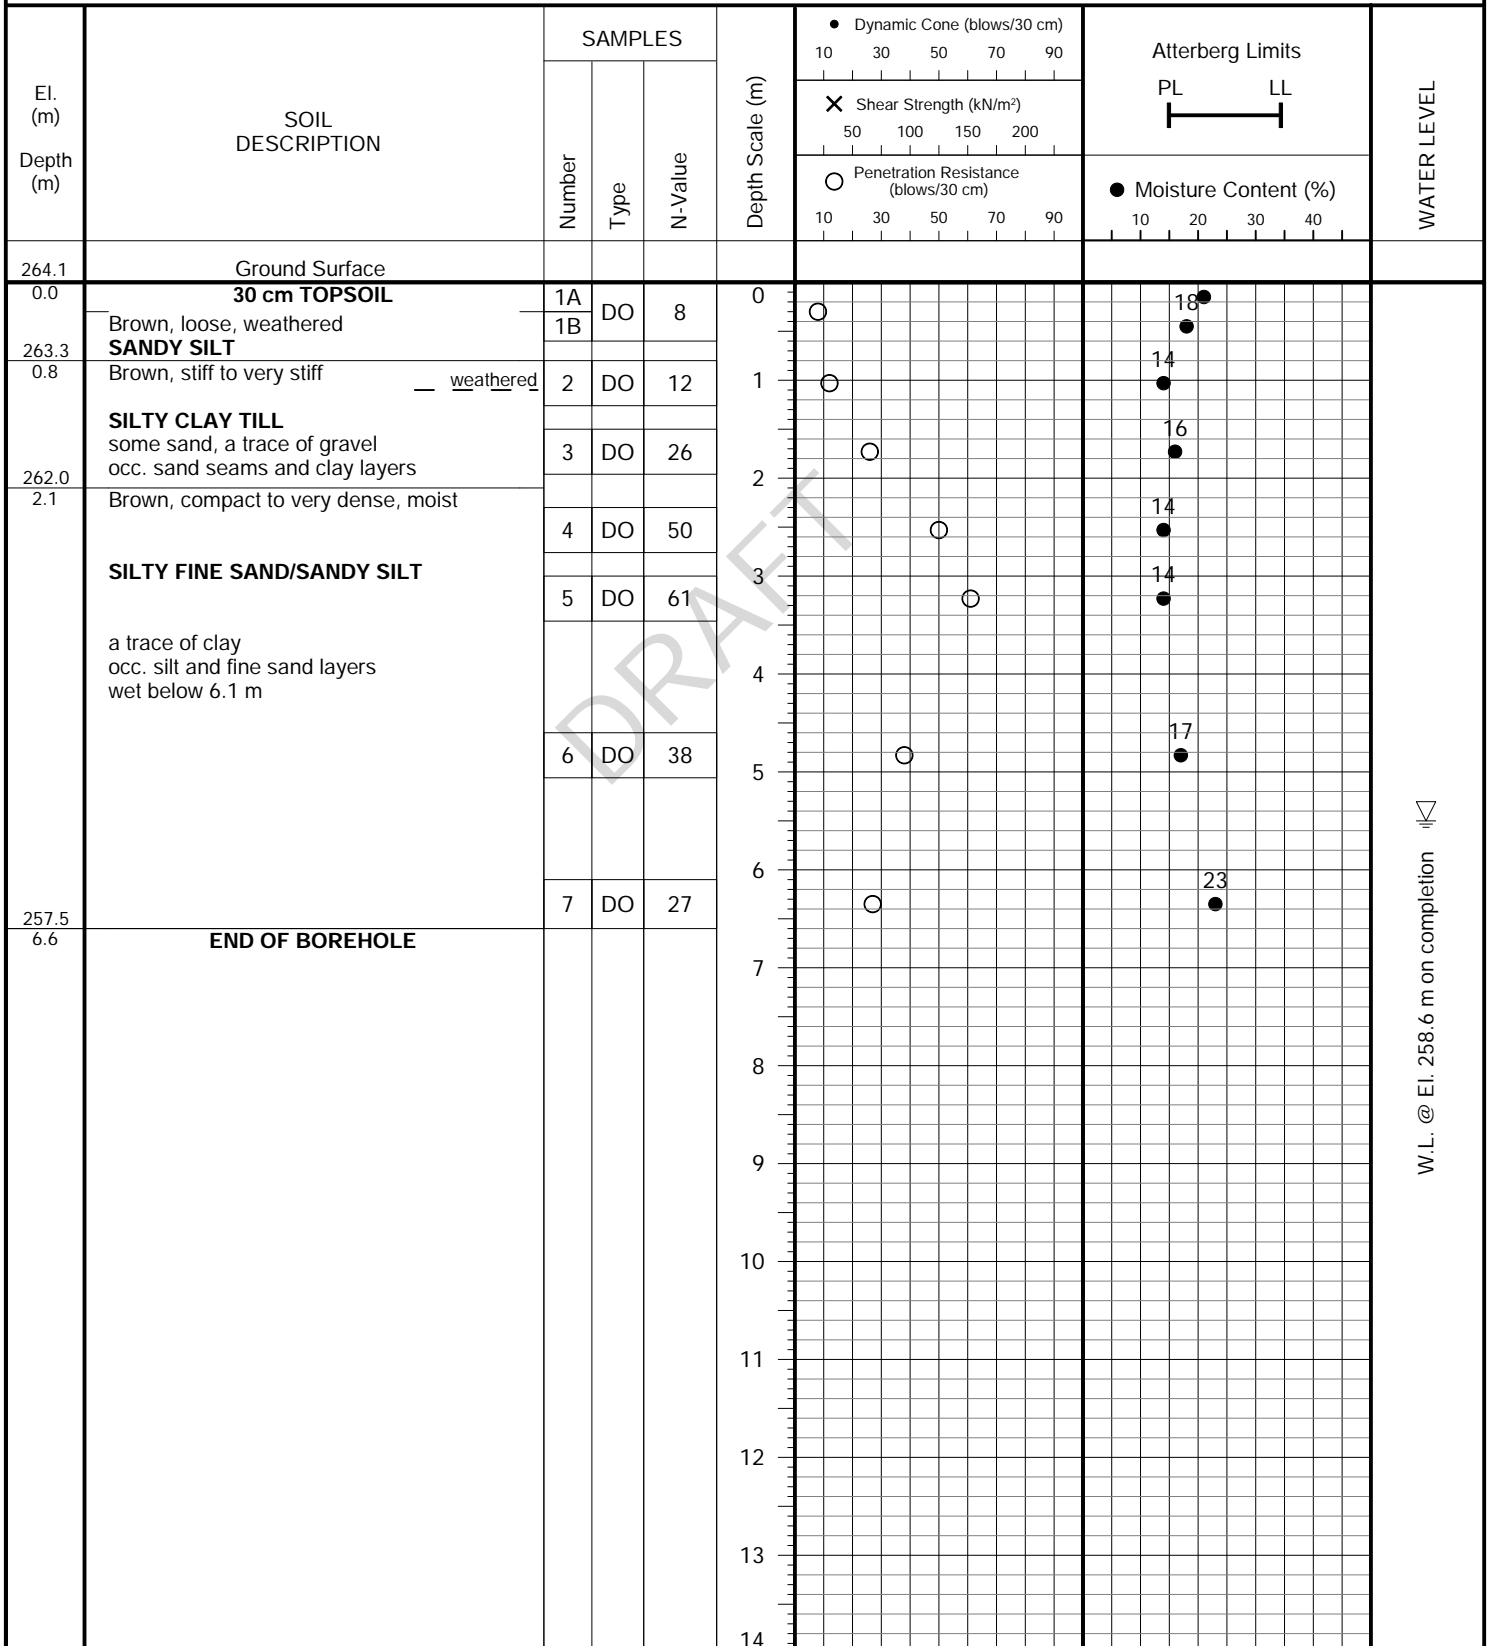 El.
(m)
Depth
(m)
SOIL
DESCRIPTION
SAMPLES
Number
Type
N-Value
Depth Scale (m)
● Dynamic Cone (blows/30 cm)
10 30 50 70 90
✕ Shear Strength (kN/m²)
50 100 150 200
○ Penetration Resistance
(blows/30 cm)
10 30 50 70 90
Atterberg Limits
PL LL
● Moisture Content (%)
10 20 30 40
WATER LEVEL
264.1 Ground Surface
0.0 30 cm TOPSOIL 1A DO 8 0
18
Brown, loose, weathered 1B
263.3 SANDY SILT
14
0.8 Brown, stiff to very stiff weathered 2 DO 12 1
SILTY CLAY TILL
16
some sand, a trace of gravel 3 DO 26
occ. sand seams and clay layers
262.0 2
2.1 Brown, compact to very dense, moist
14
4 DO 50
SILTY FINE SAND/SANDY SILT 3 14
5 DO 61
a trace of clay
occ. silt and fine sand layers 4
wet below 6.1 m
17
6 DO 38
5
6
23
7 DO 27
257.5
6.6 END OF BOREHOLE
7
8
9
10
11
12
13
14
W.L. @ El. 258.6 m on completion
DRAFT